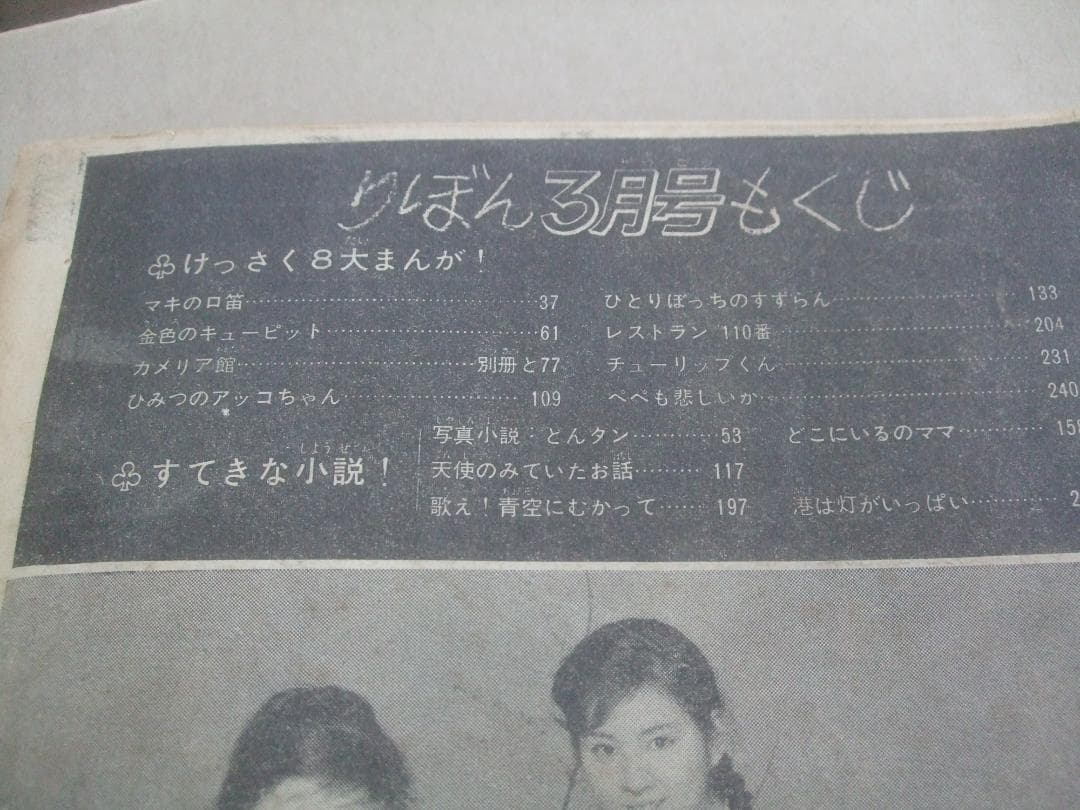 りぼん3月号もくじ
♧けっさく8大まんが!
マキの口笛……37
金色のキューピット……61
カメリア館……別冊と77
ひみつのアッコちゃん……109
ひとりぼっちのすずらん……133
レストラン 110番……204
チューリップくん……231
ペペも悲しいか……240
♧すてきな小説!
写真小説:とんタン……53
天使のみていたお話……117
歌え!青空にむかって……197
どこにいるのママ……
港は灯がいっぱい……